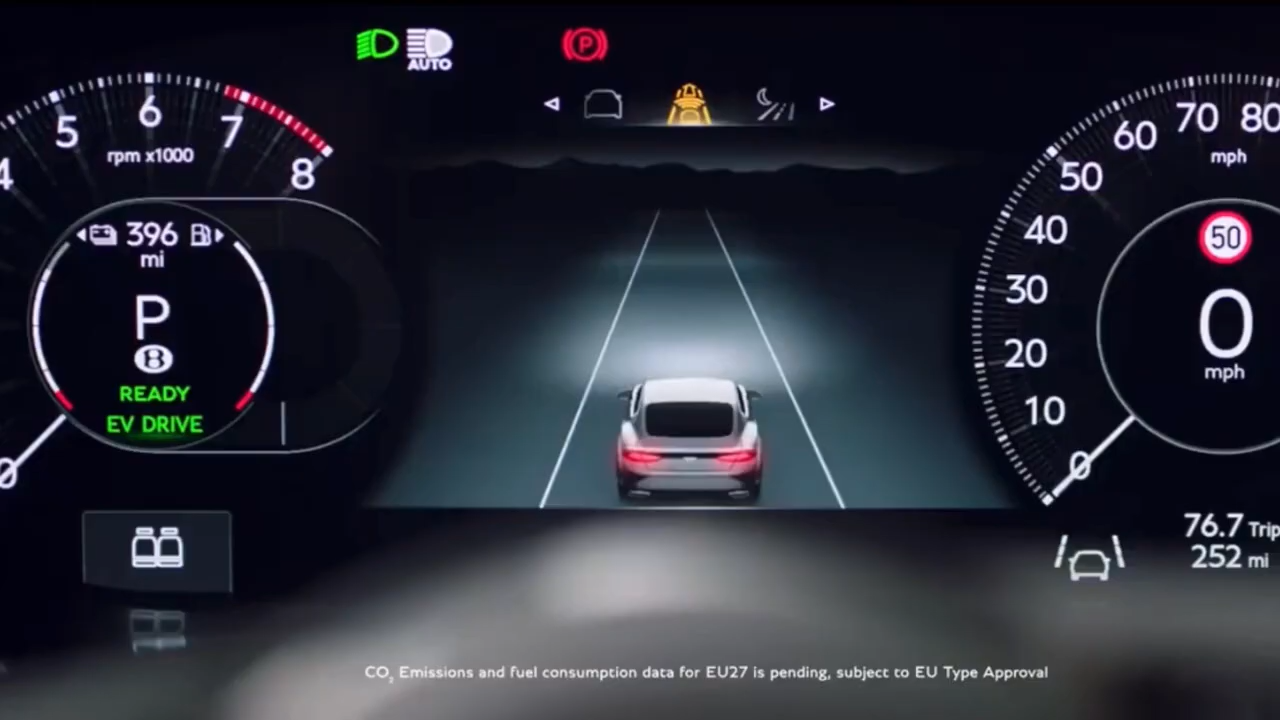 AUTO
P
4
5
6
7
8
rpm x1000
396
mi
P
B
READY
EV DRIVE
0
50
60
70
80
mph
50
40
30
20
10
0
0
mph
76.7 Trip
252 mi
CO₂ Emissions and fuel consumption data for EU27 is pending, subject to EU Type Approval